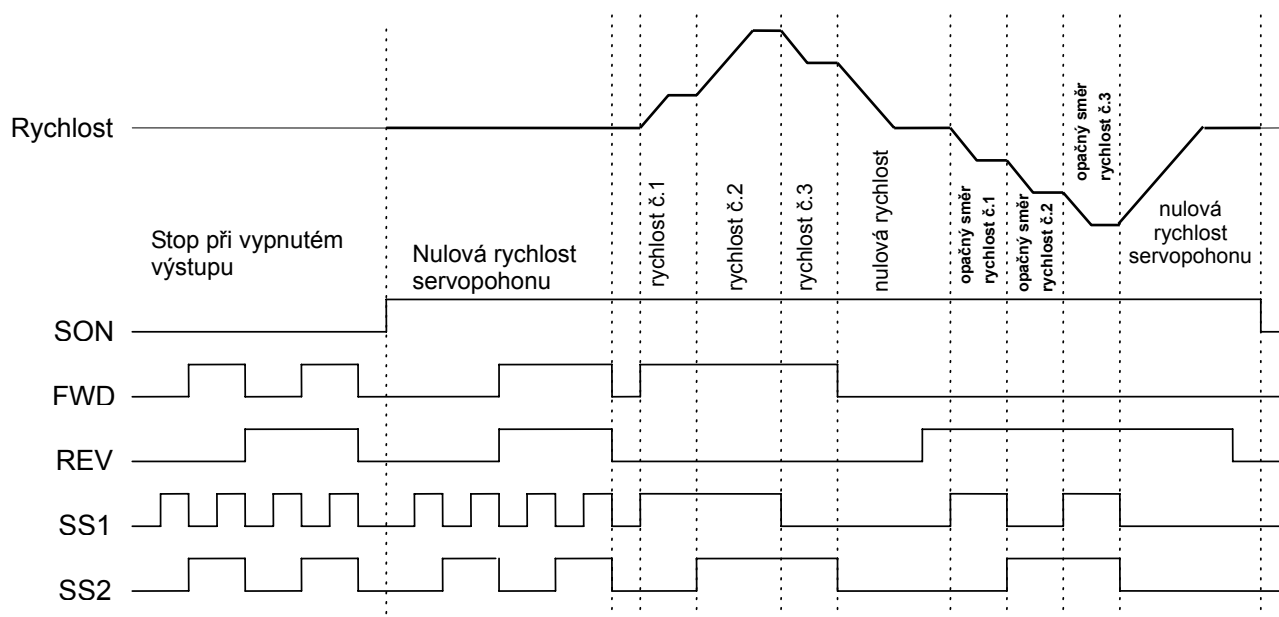 Rychlost
Stop při vypnutém
výstupu
Nulová rychlost
servopohonu
rychlost č.1
rychlost č.2
rychlost č.3
nulová rychlost
opačný směr
rychlost č.1
opačný směr
rychlost č.2
opačný směr
rychlost č.3
nulová
rychlost
servopohonu
SON
FWD
REV
SS1
SS2